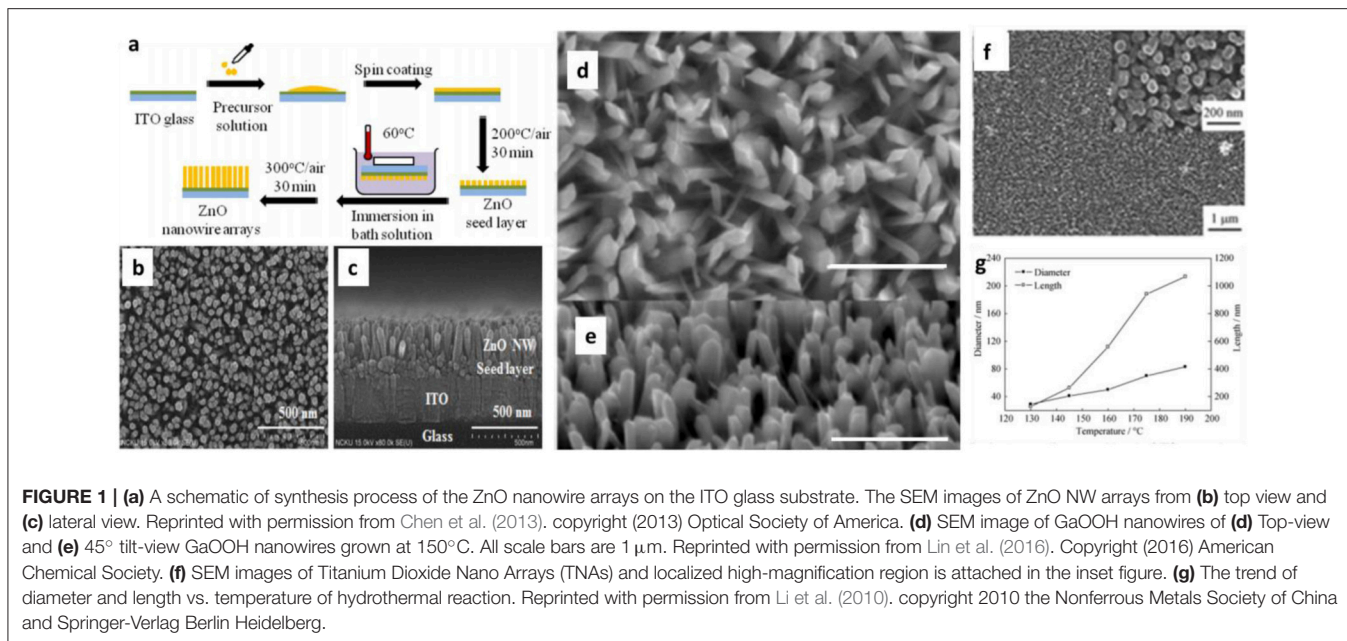 a
ITO glass
Precursor
solution
Spin coating
200°C/air
30 min
ZnO
seed layer
60°C
Immersion in
bath solution
300°C/air
30 min
ZnO
nanowire arrays
b
500 nm
c
ZnO NW
Seed layer
ITO
500 nm
Glass
NCKU 15.0kV x80.0k SE(U)
500nm
d
e
f
200 nm
1 μm
g
Diameter
Length
Diameter / nm
240
200
160
120
80
40
Length / nm
1200
1000
800
600
400
200
120 130 140 150 160 170 180 190 200
Temperature / °C
FIGURE 1 | (a) A schematic of synthesis process of the ZnO nanowire arrays on the ITO glass substrate. The SEM images of ZnO NW arrays from (b) top view and
(c) lateral view. Reprinted with permission from Chen et al. (2013). copyright (2013) Optical Society of America. (d) SEM image of GaOOH nanowires of (d) Top-view
and (e) 45° tilt-view GaOOH nanowires grown at 150°C. All scale bars are 1 μm. Reprinted with permission from Lin et al. (2016). Copyright (2016) American
Chemical Society. (f) SEM images of Titanium Dioxide Nano Arrays (TNAs) and localized high-magnification region is attached in the inset figure. (g) The trend of
diameter and length vs. temperature of hydrothermal reaction. Reprinted with permission from Li et al. (2010). copyright 2010 the Nonferrous Metals Society of China
and Springer-Verlag Berlin Heidelberg.